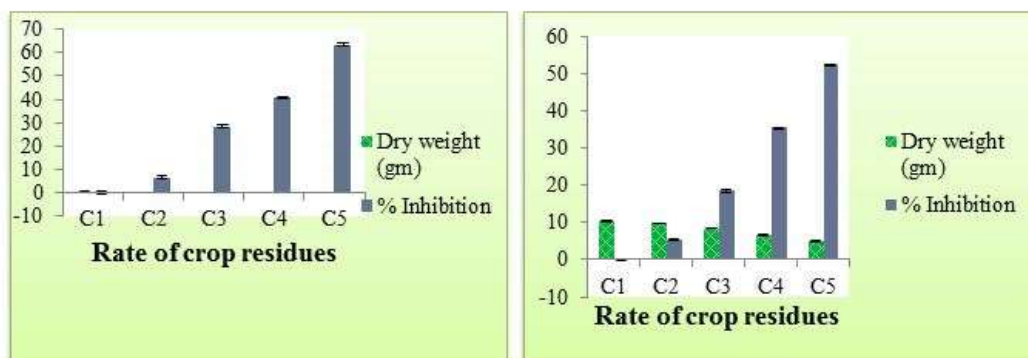 70
60
50
40
30
20
10
0
-10
C1 C2 C3 C4 C5
Rate of crop residues
Dry weight
(gm)
% Inhibition
60
50
40
30
20
10
0
-10
C1 C2 C3 C4 C5
Rate of crop residues
Dry weight
(gm)
% Inhibition